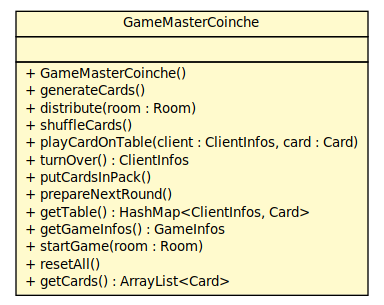 GameMasterCoinche
+ GameMasterCoinche()
+ generateCards()
+ distribute(room : Room)
+ shuffleCards()
+ playCardOnTable(client : ClientInfos, card : Card)
+ turnOver() : ClientInfos
+ putCardsInPack()
+ prepareNextRound()
+ getTable() : HashMap<ClientInfos, Card>
+ getGameInfos() : GameInfos
+ startGame(room : Room)
+ resetAll()
+ getCards() : ArrayList<Card>